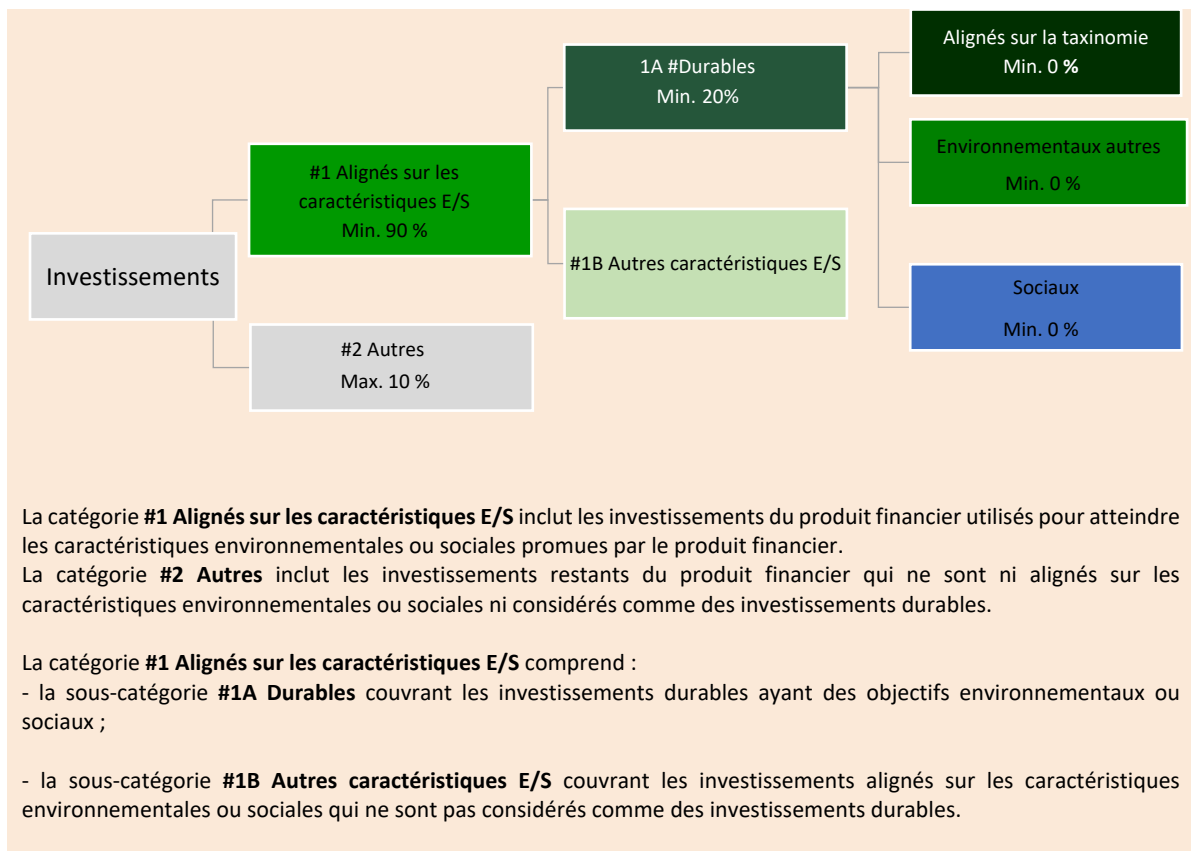 Investissements
#1 Alignés sur les
caractéristiques E/S
Min. 90 %
#2 Autres
Max. 10 %
1A #Durables
Min. 20%
#1B Autres caractéristiques E/S
Alignés sur la taxinomie
Min. 0 %
Environnementaux autres
Min. 0 %
Sociaux
Min. 0 %
La catégorie #1 Alignés sur les caractéristiques E/S inclut les investissements du produit financier utilisés pour atteindre
les caractéristiques environnementales ou sociales promues par le produit financier.
La catégorie #2 Autres inclut les investissements restants du produit financier qui ne sont ni alignés sur les
caractéristiques environnementales ou sociales ni considérés comme des investissements durables.
La catégorie #1 Alignés sur les caractéristiques E/S comprend :
- la sous-catégorie #1A Durables couvrant les investissements durables ayant des objectifs environnementaux ou
sociaux ;
- la sous-catégorie #1B Autres caractéristiques E/S couvrant les investissements alignés sur les caractéristiques
environnementales ou sociales qui ne sont pas considérés comme des investissements durables.